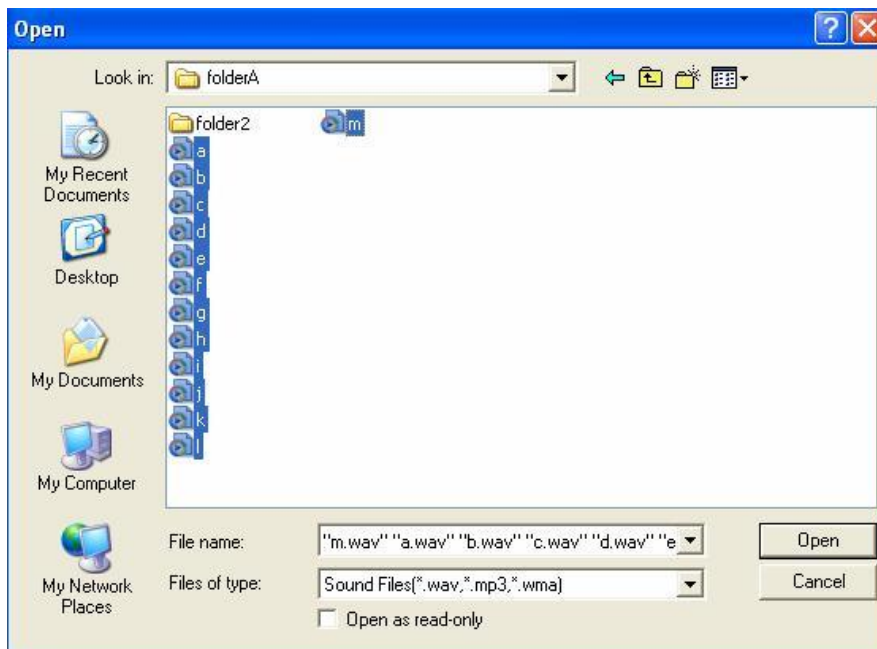 Open
Look in: folderA
My Recent
Documents
Desktop
My Documents
My Computer
My Network
Places
folder2
a
b
c
d
e
f
g
h
i
j
k
l
m
File name: "m.wav" "a.wav" "b.wav" "c.wav" "d.wav" "e
Open
Files of type: Sound Files(*.wav,*.mp3,*.wma)
Cancel
Open as read-only